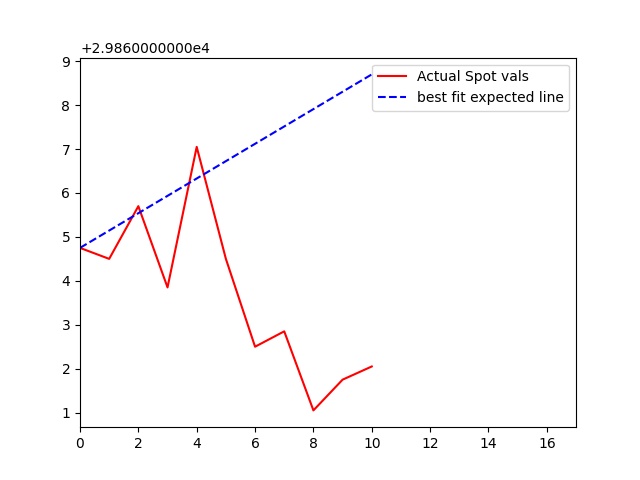 +2.9860000000e4
9
8
7
6
5
4
3
2
1
0 2 4 6 8 10 12 14 16
Actual Spot vals
best fit expected line